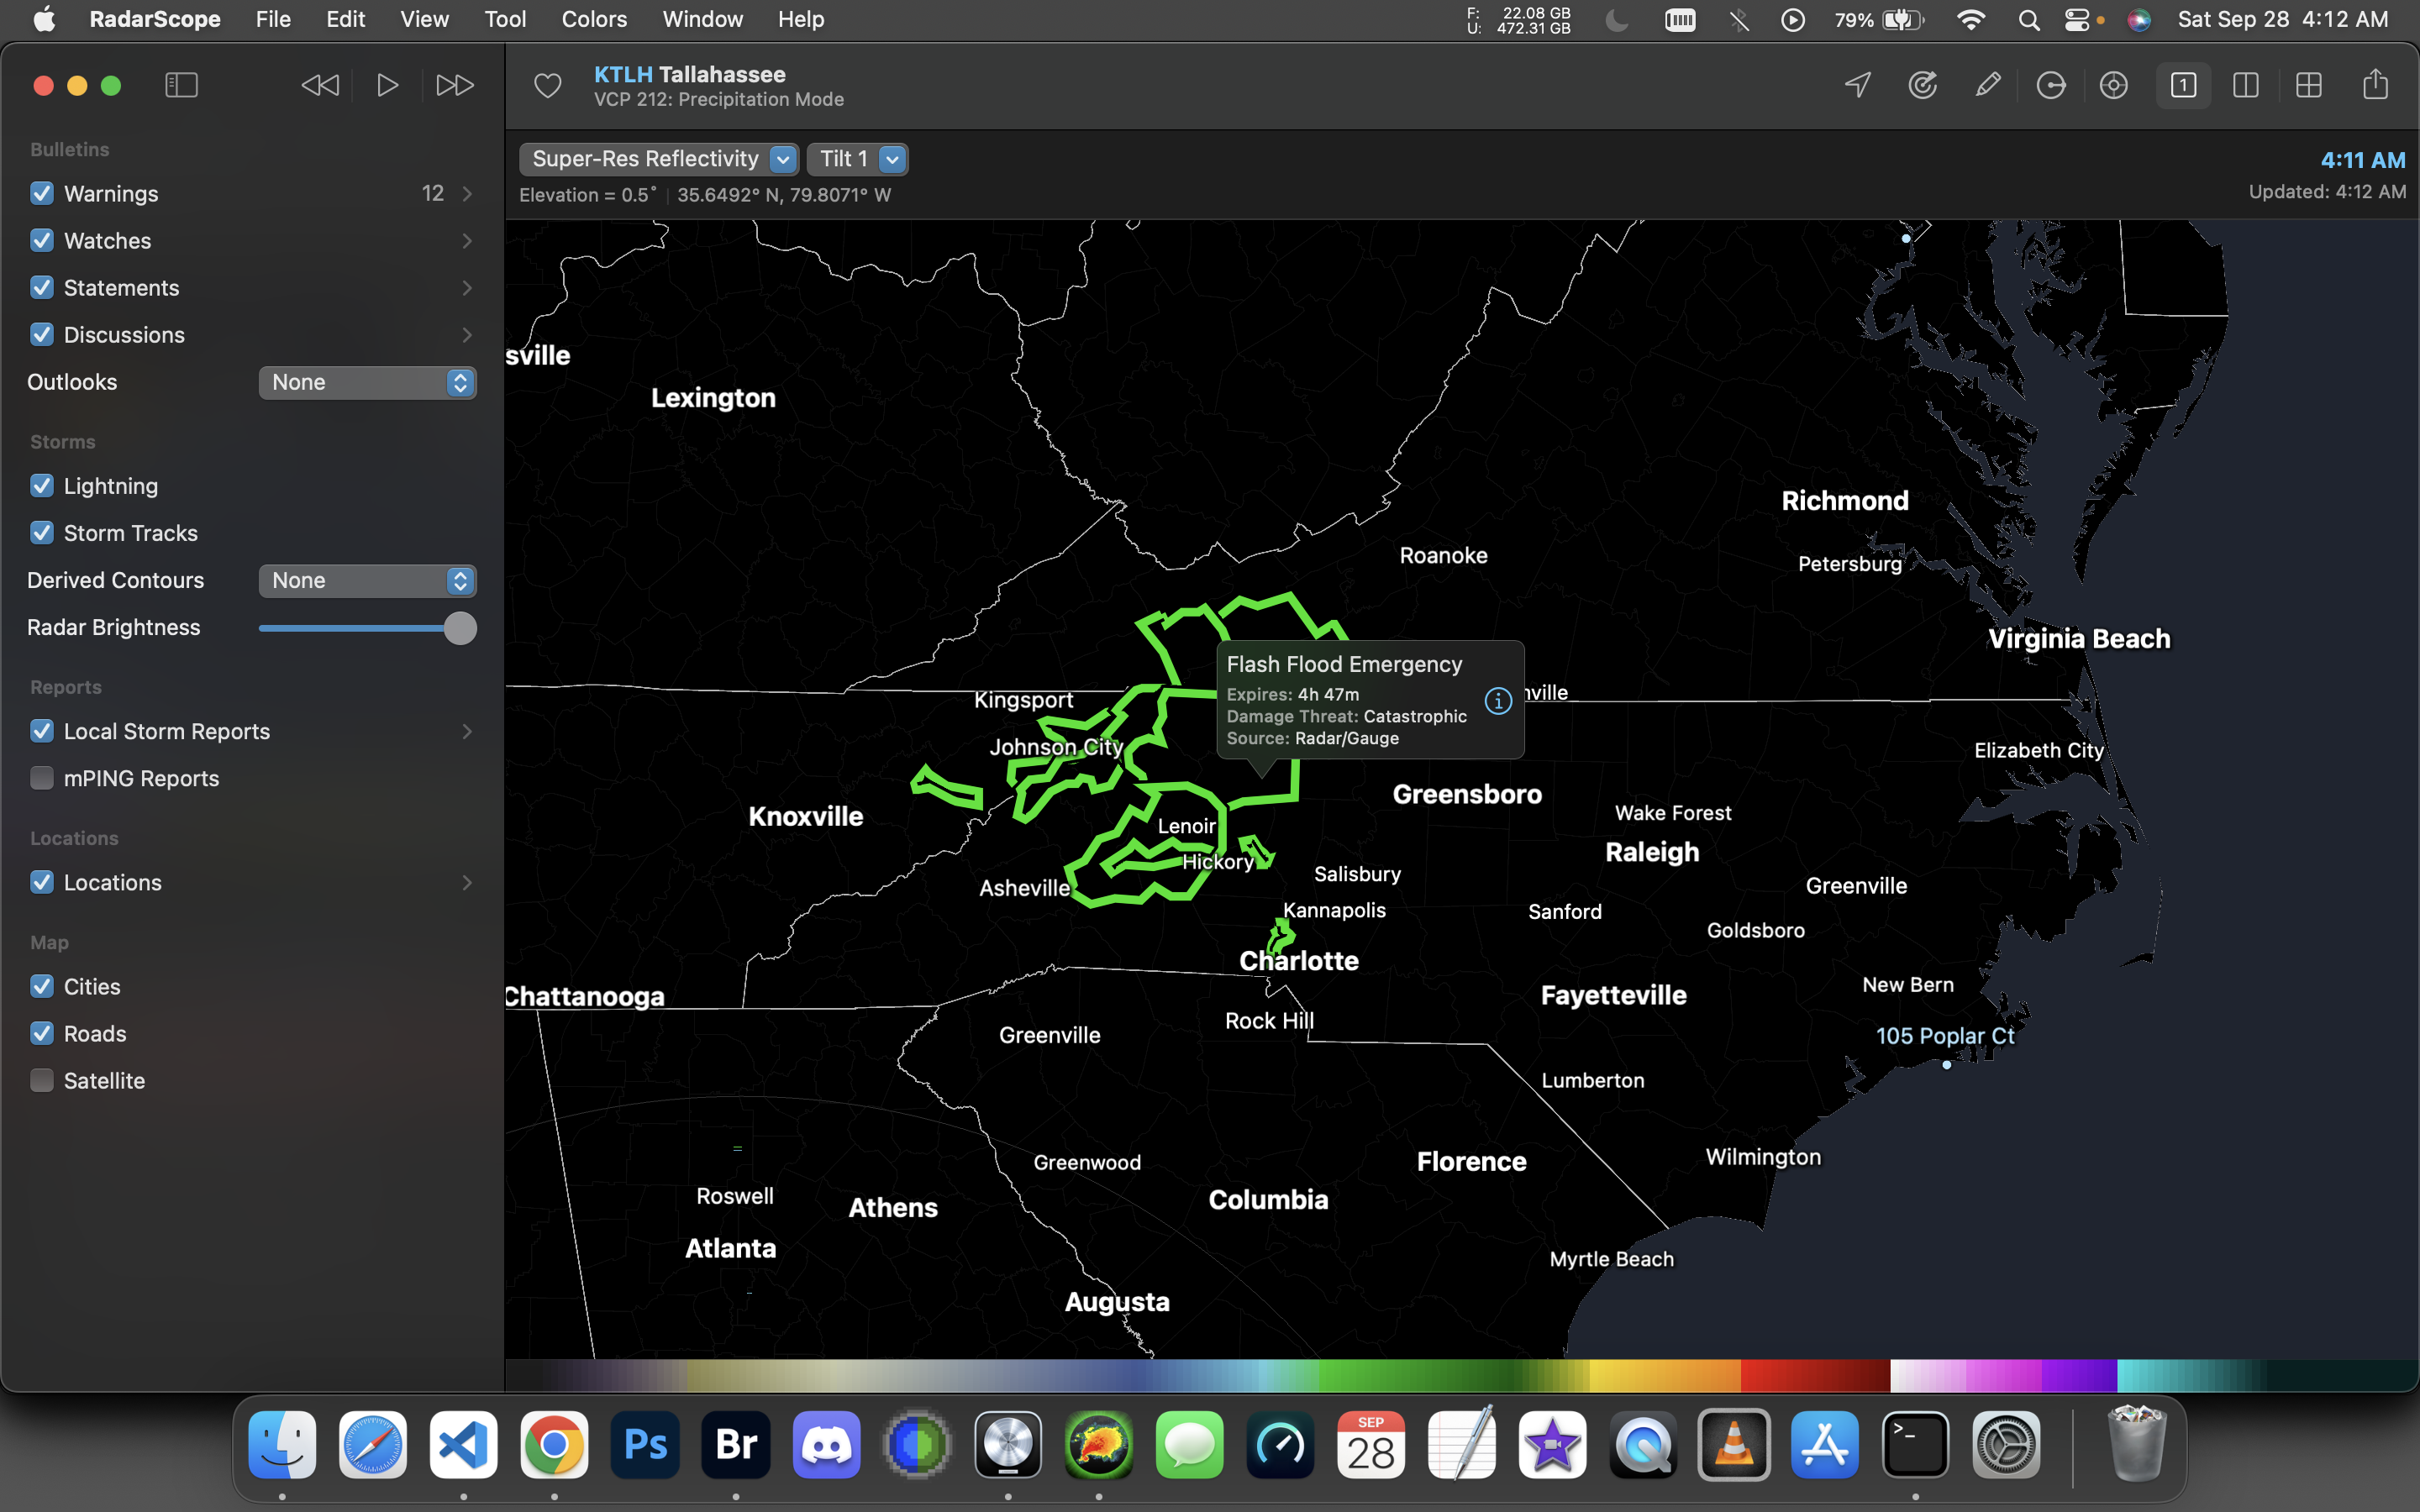 RadarScope File Edit View Tool Colors Window Help
F: 22.08 GB
U: 472.31 GB
79%
Sat Sep 28 4:12 AM
KTLH Tallahassee
VCP 212: Precipitation Mode
1
Super-Res Reflectivity
Tilt 1
Elevation = 0.5° 35.6492° N, 79.8071° W
4:11 AM
Updated: 4:12 AM
Bulletins
Warnings 12
Watches
Statements
Discussions
Outlooks None
Storms
Lightning
Storm Tracks
Derived Contours None
Radar Brightness
Reports
Local Storm Reports
mPING Reports
Locations
Locations
Map
Cities
Roads
Satellite
sville
Lexington
Richmond
Roanoke
Petersburg
Virginia Beach
Flash Flood Emergency
Expires: 4h 47m
Damage Threat: Catastrophic
Source: Radar/Gauge
nville
Kingsport
Johnson City
Elizabeth City
Knoxville
Greensboro
Wake Forest
Lenoir
Raleigh
Hickory
Salisbury
Asheville
Greenville
Kannapolis
Sanford
Goldsboro
Charlotte
Chattanooga
Fayetteville
New Bern
Rock Hill
Greenville
105 Poplar Ct
Lumberton
Greenwood
Florence
Wilmington
Roswell
Athens
Columbia
Atlanta
Myrtle Beach
Augusta
Ps
Br
SEP
28
>_